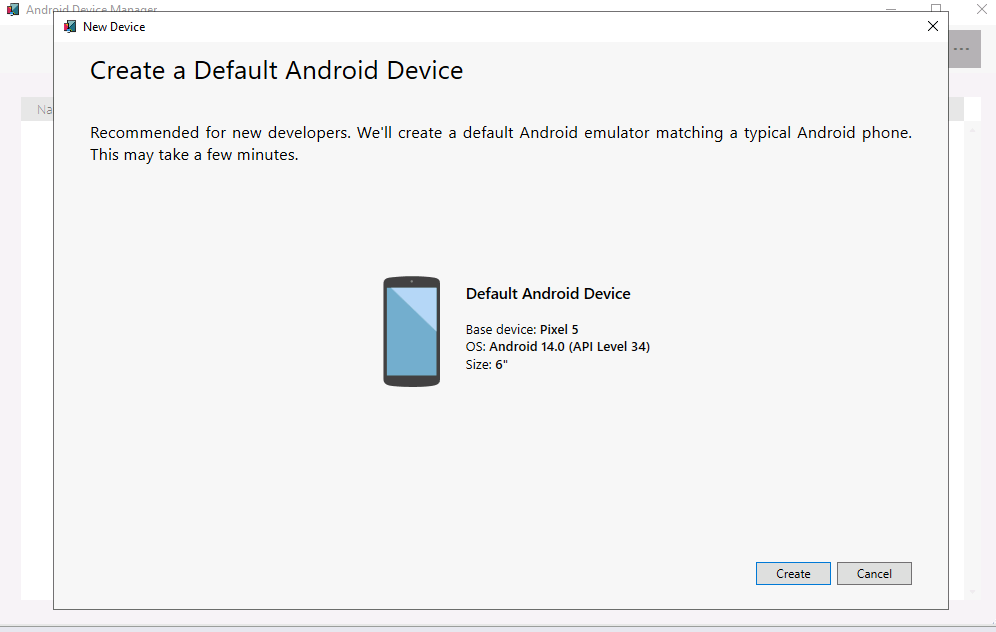 Android Device Manager
New Device
Create a Default Android Device
Na
Recommended for new developers. We'll create a default Android emulator matching a typical Android phone.
This may take a few minutes.
Default Android Device
Base device: Pixel 5
OS: Android 14.0 (API Level 34)
Size: 6"
Create
Cancel